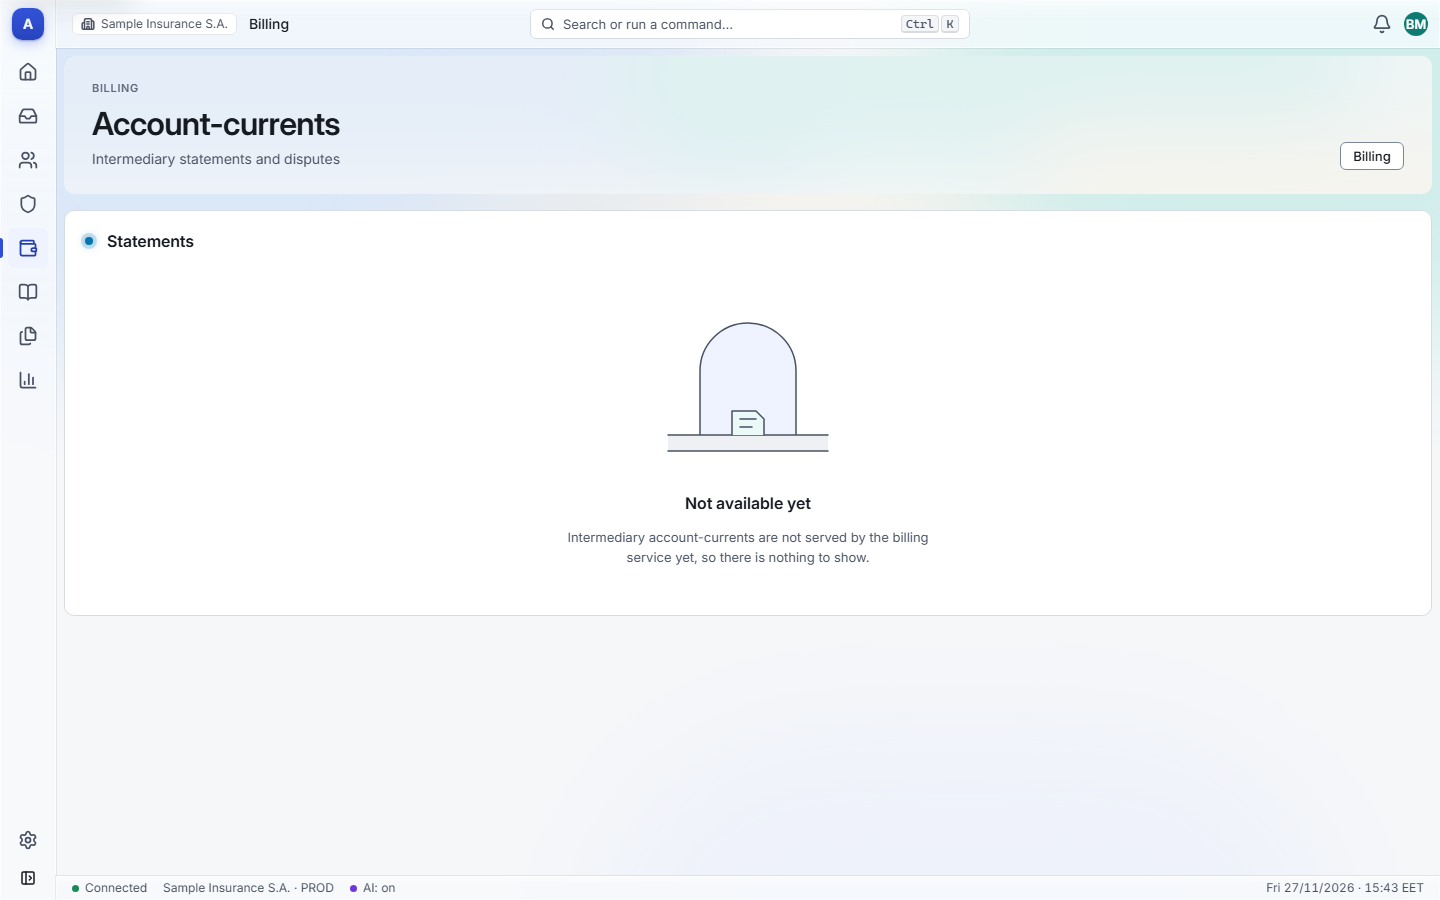 A
Sample Insurance S.A.
Billing
Search or run a command...
Ctrl K
BM
BILLING
Account-currents
Intermediary statements and disputes
Billing
Statements
Not available yet
Intermediary account-currents are not served by the billing
service yet, so there is nothing to show.
Connected
Sample Insurance S.A. · PROD
AI: on
Fri 27/11/2026 · 15:43 EET